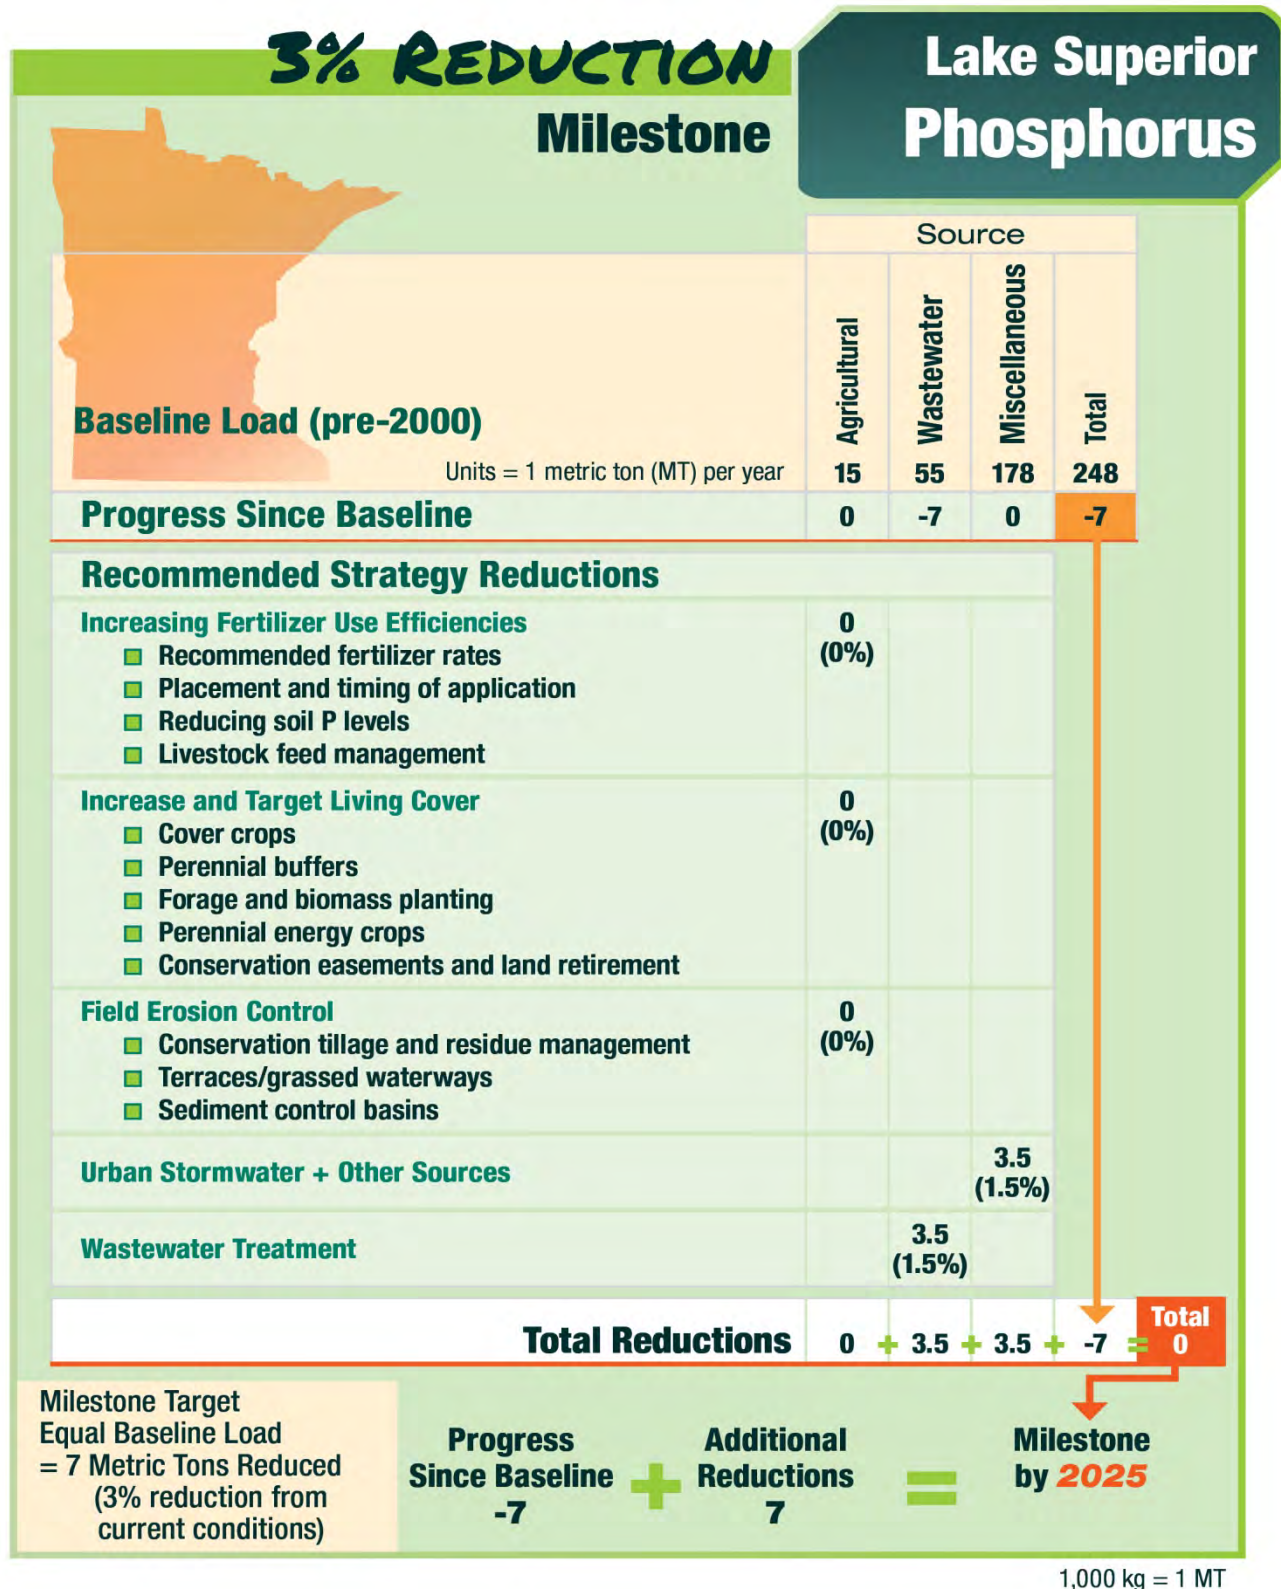 3% REDUCTION
Milestone
Lake Superior
Phosphorus
Source
Agricultural
Wastewater
Miscellaneous
Total
Baseline Load (pre-2000)
Units = 1 metric ton (MT) per year 15 55 178 248
Progress Since Baseline 0 -7 0 -7
Recommended Strategy Reductions
Increasing Fertilizer Use Efficiencies 0
Recommended fertilizer rates (0%)
Placement and timing of application
Reducing soil P levels
Livestock feed management
Increase and Target Living Cover 0
Cover crops (0%)
Perennial buffers
Forage and biomass planting
Perennial energy crops
Conservation easements and land retirement
Field Erosion Control 0
Conservation tillage and residue management (0%)
Terraces/grassed waterways
Sediment control basins
Urban Stormwater + Other Sources 3.5
(1.5%)
Wastewater Treatment 3.5
(1.5%)
Total
Total Reductions 0 + 3.5 + 3.5 + -7 = 0
Milestone Target
Equal Baseline Load
= 7 Metric Tons Reduced
(3% reduction from
current conditions)
Progress
Since Baseline
-7
+
Additional
Reductions
7
=
Milestone
by 2025
1,000 kg = 1 MT